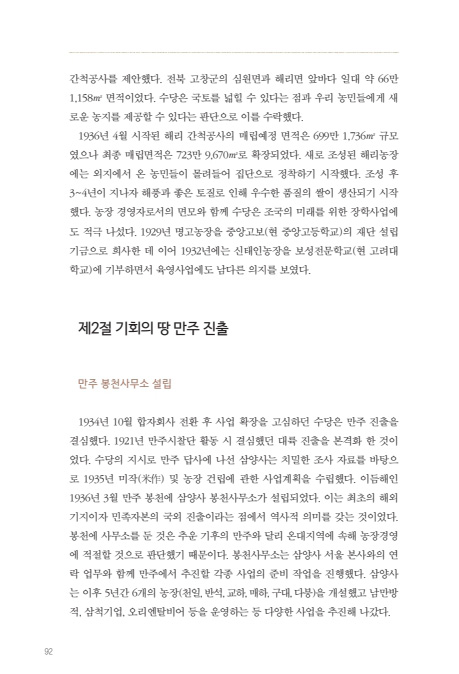 간척공사를 제안했다. 전북 고창군의 심원면과 해리면 앞바다 일대 약 66만
1,158㎡ 면적이었다. 수당은 국토를 넓힐 수 있다는 점과 우리 농민들에게 새
로운 농지를 제공할 수 있다는 판단으로 이를 수락했다.
1936년 4월 시작된 해리 간척공사의 매립예정 면적은 699만 1,736㎡ 규모
였으나 최종 매립면적은 723만 9,670㎡로 확장되었다. 새로 조성된 해리농장
에는 외지에서 온 농민들이 몰려들어 집단으로 정착하기 시작했다. 조성 후
3~4년이 지나자 해풍과 좋은 토질로 인해 우수한 품질의 쌀이 생산되기 시작
했다. 농장 경영자로서의 면모와 함께 수당은 조국의 미래를 위한 장학사업에
도 적극 나섰다. 1929년 명고농장을 중앙고보(현 중앙고등학교)의 재단 설립
기금으로 희사한 데 이어 1932년에는 신태인농장을 보성전문학교(현 고려대
학교)에 기부하면서 육영사업에도 남다른 의지를 보였다.
제2절 기회의 땅 만주 진출
만주 봉천사무소 설립
1934년 10월 합자회사 전환 후 사업 확장을 고심하던 수당은 만주 진출을
결심했다. 1921년 만주시찰단 활동 시 결심했던 대륙 진출을 본격화 한 것이
었다. 수당의 지시로 만주 답사에 나선 삼양사는 치밀한 조사 자료를 바탕으
로 1935년 미작(米作) 및 농장 건립에 관한 사업계획을 수립했다. 이듬해인
1936년 3월 만주 봉천에 삼양사 봉천사무소가 설립되었다. 이는 최초의 해외
기지이자 민족자본의 국외 진출이라는 점에서 역사적 의미를 갖는 것이었다.
봉천에 사무소를 둔 것은 추운 기후의 만주와 달리 온대지역에 속해 농장경영
에 적절할 것으로 판단했기 때문이다. 봉천사무소는 삼양사 서울 본사와의 연
락 업무와 함께 만주에서 추진할 각종 사업의 준비 작업을 진행했다. 삼양사
는 이후 5년간 6개의 농장(천일, 반석, 교하, 매하, 구대, 다붕)을 개설했고 남만방
적, 삼척기업, 오리엔탈비어 등을 운영하는 등 다양한 사업을 추진해 나갔다.
92